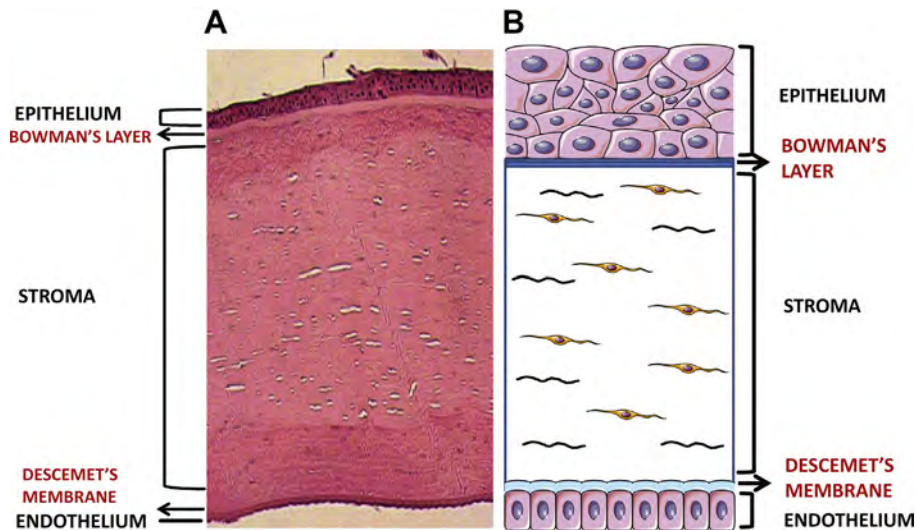 A
B
EPITHELIUM
BOWMAN'S LAYER
STROMA
DESCEMET'S
MEMBRANE
ENDOTHELIUM
EPITHELIUM
BOWMAN'S
LAYER
STROMA
DESCEMET'S
MEMBRANE
ENDOTHELIUM